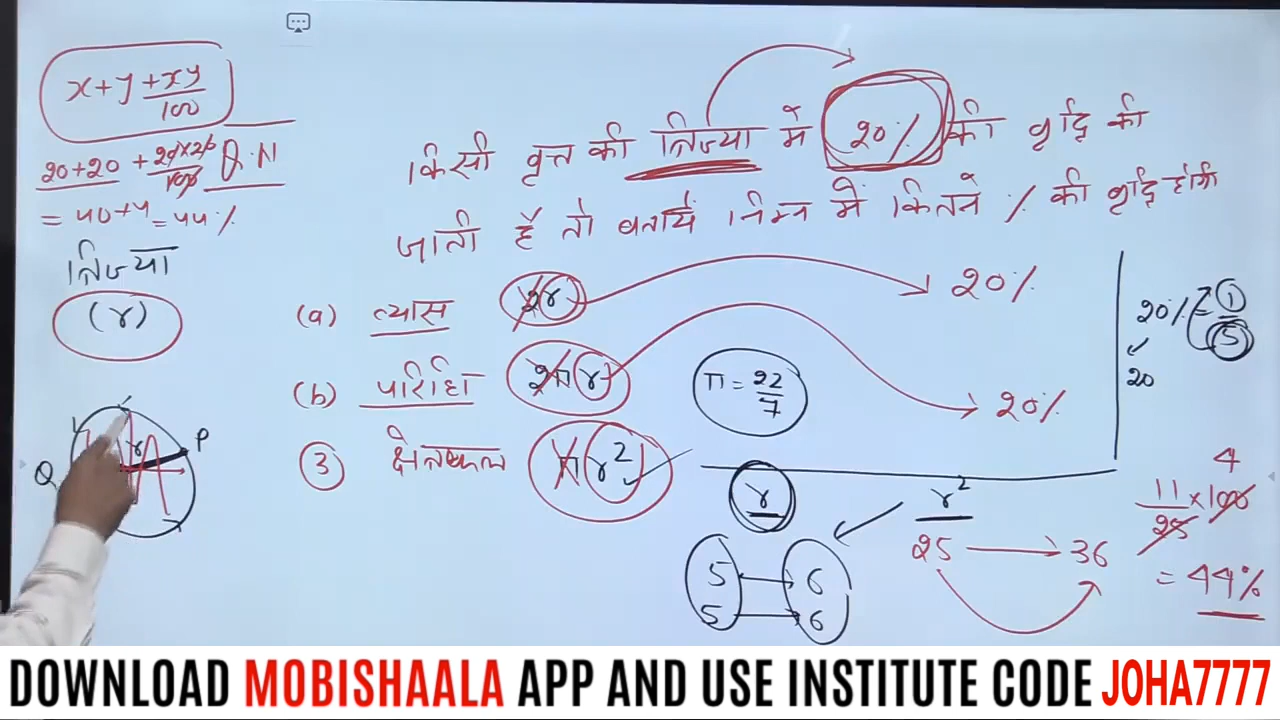 x+y+xy/100
20+20 + 20×20/100 Q.N
= 40+4 = 44%
त्रिज्या
(r)
किसी वृत्त की त्रिज्या में 20% की वृद्धि की
जाती है तो बतायें निम्न में कितने % की वृद्धि होगी
(a) व्यास 2r 20%
(b) परिधि 2πr 20%
③ क्षेत्रफल πr²
π = 22/7
20% = 1/5
20
P
r
Q
r r²
5 6
5 6
25 36
4
11/25 × 100
= 44%
DOWNLOAD MOBISHAALA APP AND USE INSTITUTE CODE JOHA7777